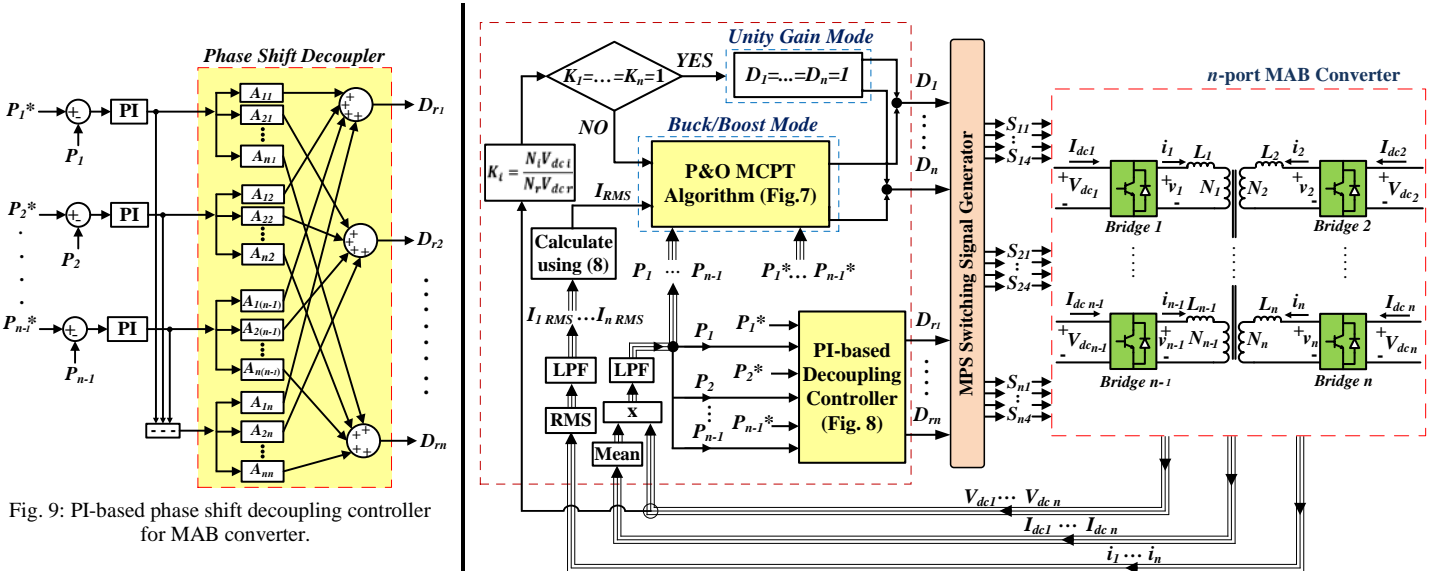 Phase Shift Decoupler
P1*
+
-
PI
P1
A11
A21
An1
+
+
+
+
Dr1
P2*
+
-
PI
P2
A12
A22
An2
+
+
+
+
Dr2
Pn-1*
+
-
PI
Pn-1
A1(n-1)
A2(n-1)
An(n-1)
- - -
A1n
A2n
Ann
+
+
+
+
Drn
Fig. 9: PI-based phase shift decoupling controller
for MAB converter.
K1=...=Kn=1
YES
NO
Unity Gain Mode
D1=...=Dn=1
Buck/Boost Mode
P&O MCPT
Algorithm (Fig.7)
Ki = NiVdci / NrVdcr
IRMS
Calculate
using (8)
P1 ... Pn-1
P1*... Pn-1*
I1 RMS ...In RMS
LPF
LPF
RMS
x
Mean
P1
P2
Pn-1
P1*
P2*
Pn-1*
PI-based
Decoupling
Controller
(Fig. 8)
D1
Dn
Dr1
Drn
MPS Switching Signal Generator
S11
S14
S21
S24
Sn1
Sn4
n-port MAB Converter
Idc1
i1
L1
L2
i2
Idc2
+
Vdc1
-
+
v1
-
N1
N2
+
v2
-
+
Vdc2
-
Bridge 1
Bridge 2
Idc n-1
in-1
Ln-1
Ln
in
Idc n
+
Vdcn-1
-
+
vn-1
-
Nn-1
Nn
+
vn
-
+
Vdcn
-
Bridge n-1
Bridge n
Vdc1... Vdc n
Idc1 ... Idc n
i1 ... in